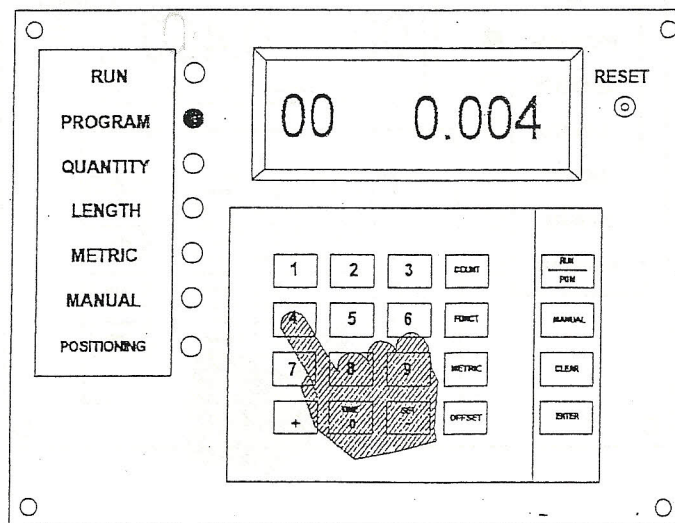 RUN
PROGRAM
QUANTITY
LENGTH
METRIC
MANUAL
POSITIONING
00 0.004
RESET
1 2 3 COUNT
4 5 6 FUNCT
7 8 9 METRIC
+ 0 - OFFSET
RUN
PGM
MANUAL
CLEAR
ENTER